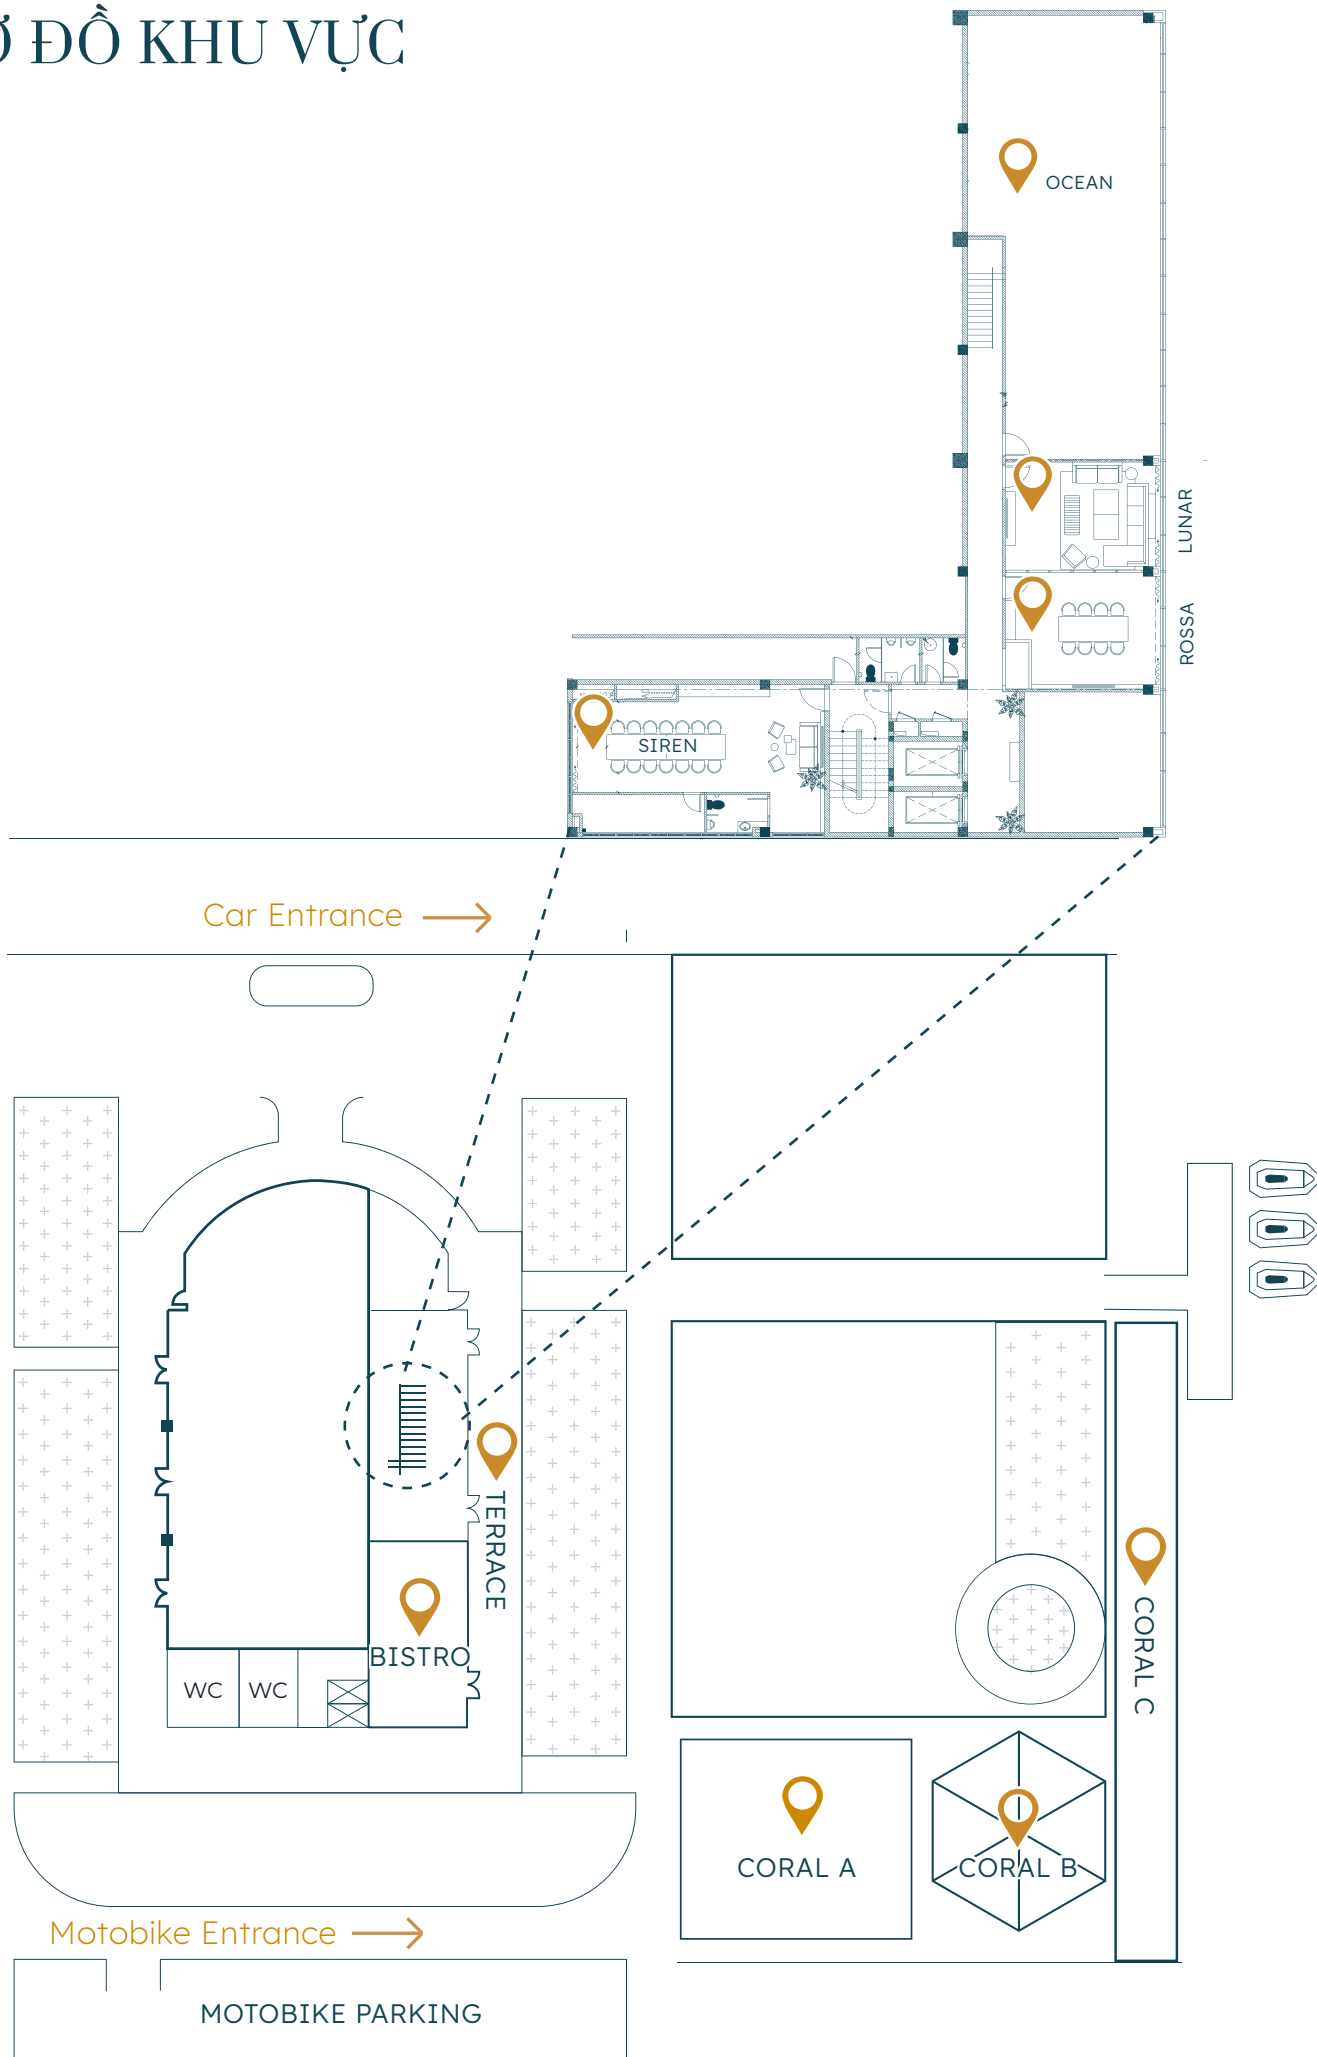 ĐỒ KHU VỰC
OCEAN
LUNAR
ROSSA
SIREN
Car Entrance
TERRACE
BISTRO
WC
WC
CORAL C
CORAL A
CORAL B
Motobike Entrance
MOTOBIKE PARKING